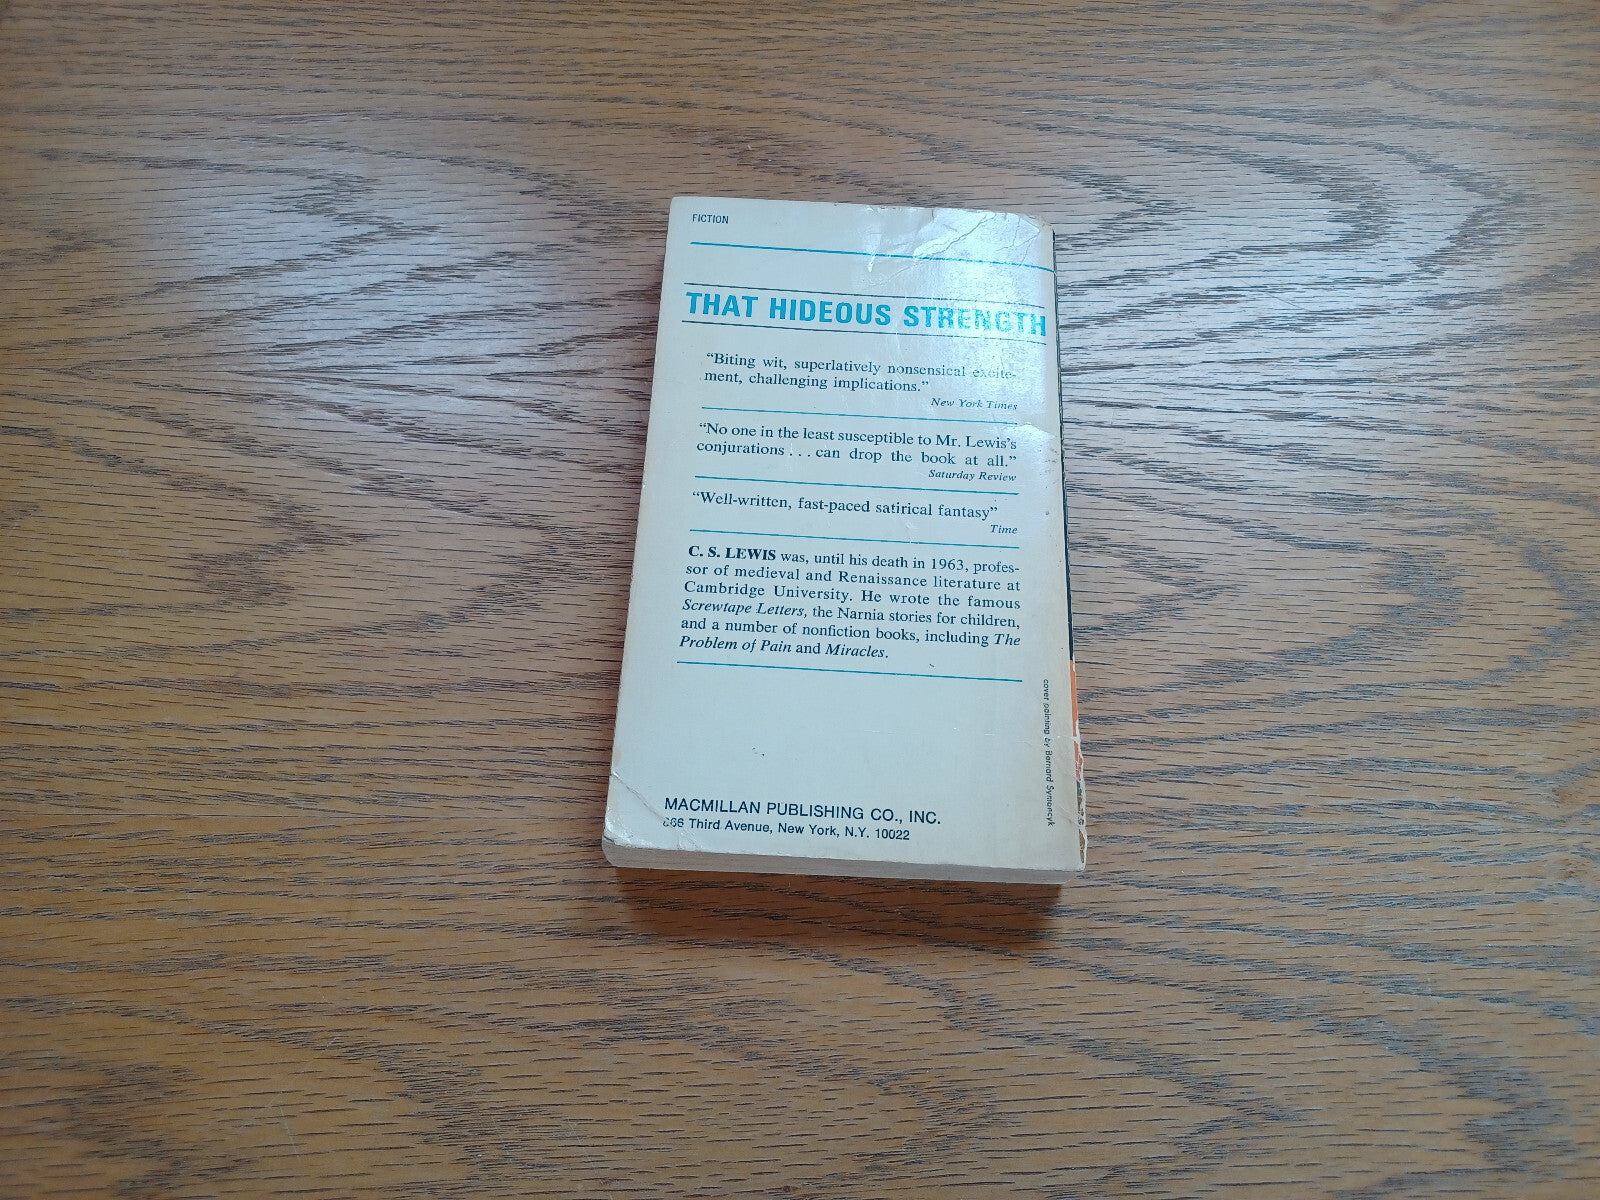 FICTION
THAT HIDEOUS STRENGTH
“Biting wit, superlatively nonsensical excite-
ment, challenging implications.”
New York Times
“No one in the least susceptible to Mr. Lewis’s
conjurations . . . can drop the book at all.”
Saturday Review
“Well-written, fast-paced satirical fantasy”
Time
C. S. LEWIS was, until his death in 1963, profes-
sor of medieval and Renaissance literature at
Cambridge University. He wrote the famous
Screwtape Letters, the Narnia stories for children,
and a number of nonfiction books, including The
Problem of Pain and Miracles.
cover painting by Bernard Symancyk
MACMILLAN PUBLISHING CO., INC.
866 Third Avenue, New York, N.Y. 10022